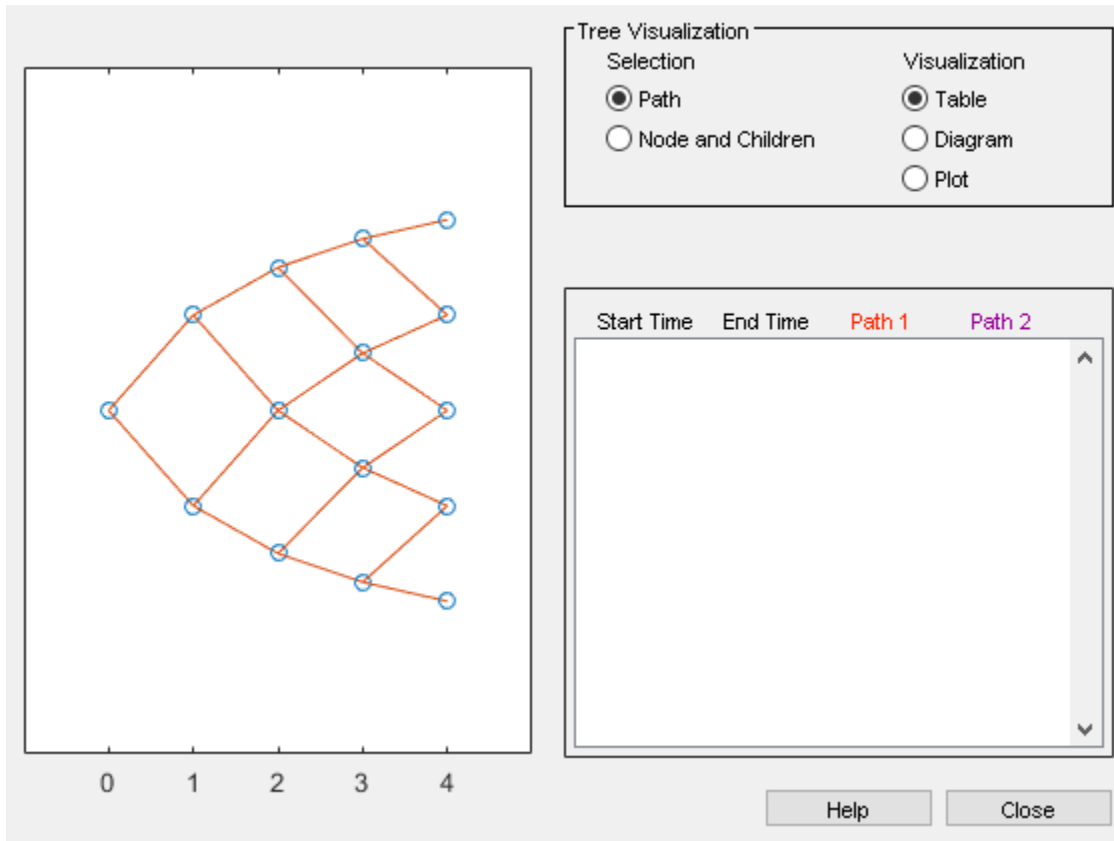 Tree Visualization
Selection
Visualization
Path
Table
Node and Children
Diagram
Plot
Start Time End Time Path 1 Path 2
0 1 2 3 4
Help Close